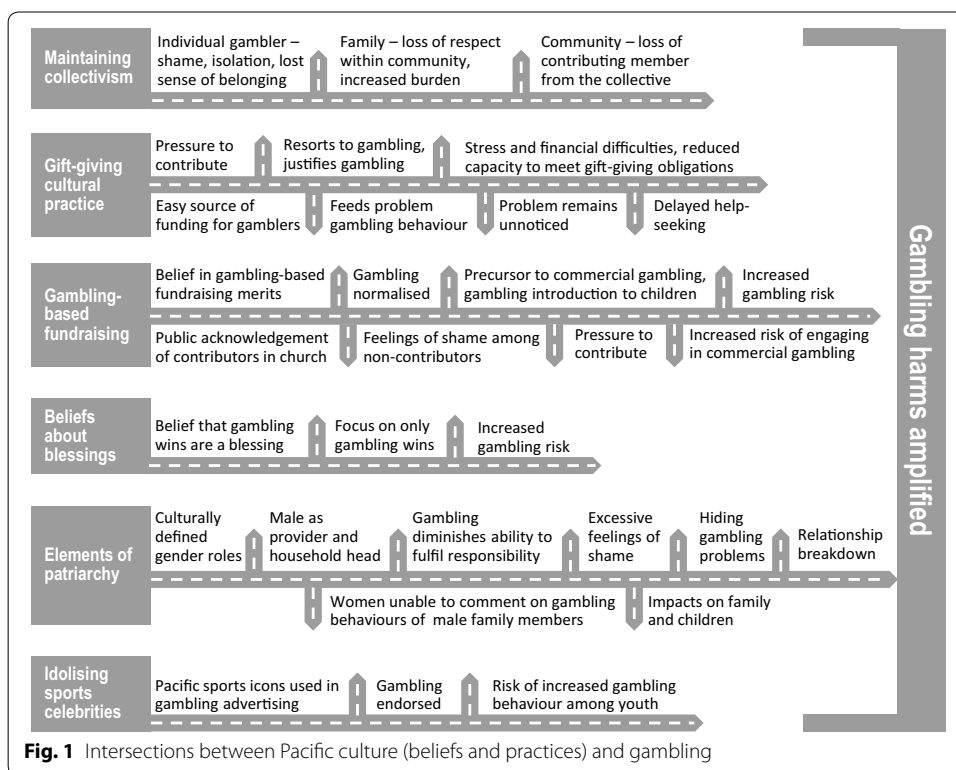 Maintaining
collectivism
Individual gambler –
shame, isolation, lost
sense of belonging
Family – loss of respect
within community,
increased burden
Community – loss of
contributing member
from the collective
Gift-giving
cultural
practice
Pressure to
contribute
Resorts to gambling,
justifies gambling
Stress and financial difficulties, reduced
capacity to meet gift-giving obligations
Easy source of
funding for gamblers
Feeds problem
gambling behaviour
Problem remains
unnoticed
Delayed help-
seeking
Gambling-
based
fundraising
Belief in gambling-based
fundraising merits
Gambling
normalised
Precursor to commercial gambling,
gambling introduction to children
Increased
gambling risk
Public acknowledgement
of contributors in church
Feelings of shame among
non-contributors
Pressure to
contribute
Increased risk of engaging
in commercial gambling
Beliefs
about
blessings
Belief that gambling
wins are a blessing
Focus on only
gambling wins
Increased
gambling risk
Elements of
patriarchy
Culturally
defined
gender roles
Male as
provider and
household head
Gambling
diminishes ability to
fulfil responsibility
Excessive
feelings of
shame
Hiding
gambling
problems
Relationship
breakdown
Women unable to comment on gambling
behaviours of male family members
Impacts on family
and children
Idolising
sports
celebrities
Pacific sports icons used in
gambling advertising
Gambling
endorsed
Risk of increased gambling
behaviour among youth
Gambling harms amplified
Fig. 1 Intersections between Pacific culture (beliefs and practices) and gambling